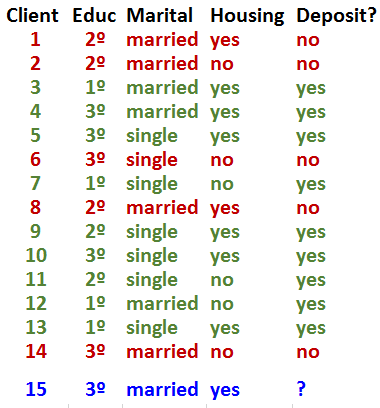 Client Educ Marital Housing Deposit?
1 2º married yes no
2 2º married no no
3 1º married yes yes
4 3º married yes yes
5 3º single yes yes
6 3º single no no
7 1º single no yes
8 2º married yes no
9 2º single yes yes
10 3º single yes yes
11 2º single no yes
12 1º married no yes
13 1º single yes yes
14 3º married no no
15 3º married yes ?